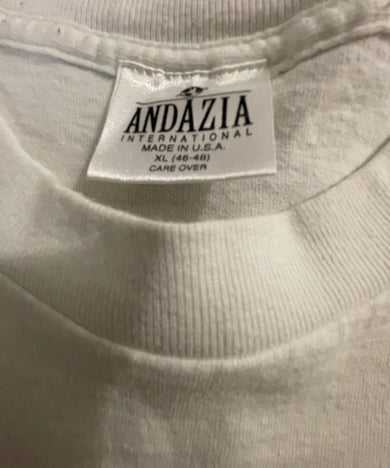 ANDAZIA
INTERNATIONAL
MADE IN U.S.A.
XL (46-48)
CARE OVER